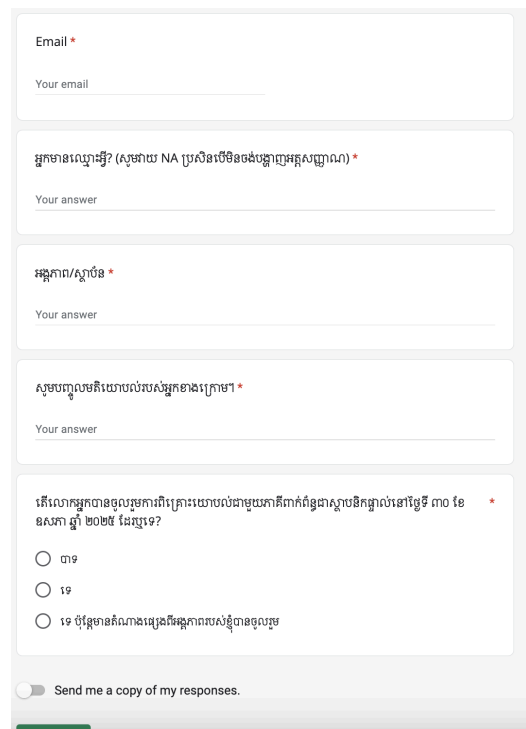 Email *
Your email
អ្នកមានឈ្មោះអ្វី? (សូមវាយ NA ប្រសិនបើមិនចង់បង្ហាញអត្តសញ្ញាណ) *
Your answer
អង្គភាព/ស្ថាប័ន *
Your answer
សូមបញ្ចូលមតិយោបល់របស់អ្នកខាងក្រោម។ *
Your answer
តើលោកអ្នកបានចូលរួមការពិគ្រោះយោបល់ជាមួយភាគីពាក់ព័ន្ធជាស្ថាបនិកផ្ទាល់នៅថ្ងៃទី ៣០ ខែ *
ឧសភា ឆ្នាំ ២០២៥ ដែរឬទេ?
បាទ
ទេ
ទេ ប៉ុន្តែមានតំណាងផ្សេងពីអង្គភាពរបស់ខ្ញុំបានចូលរួម
Send me a copy of my responses.